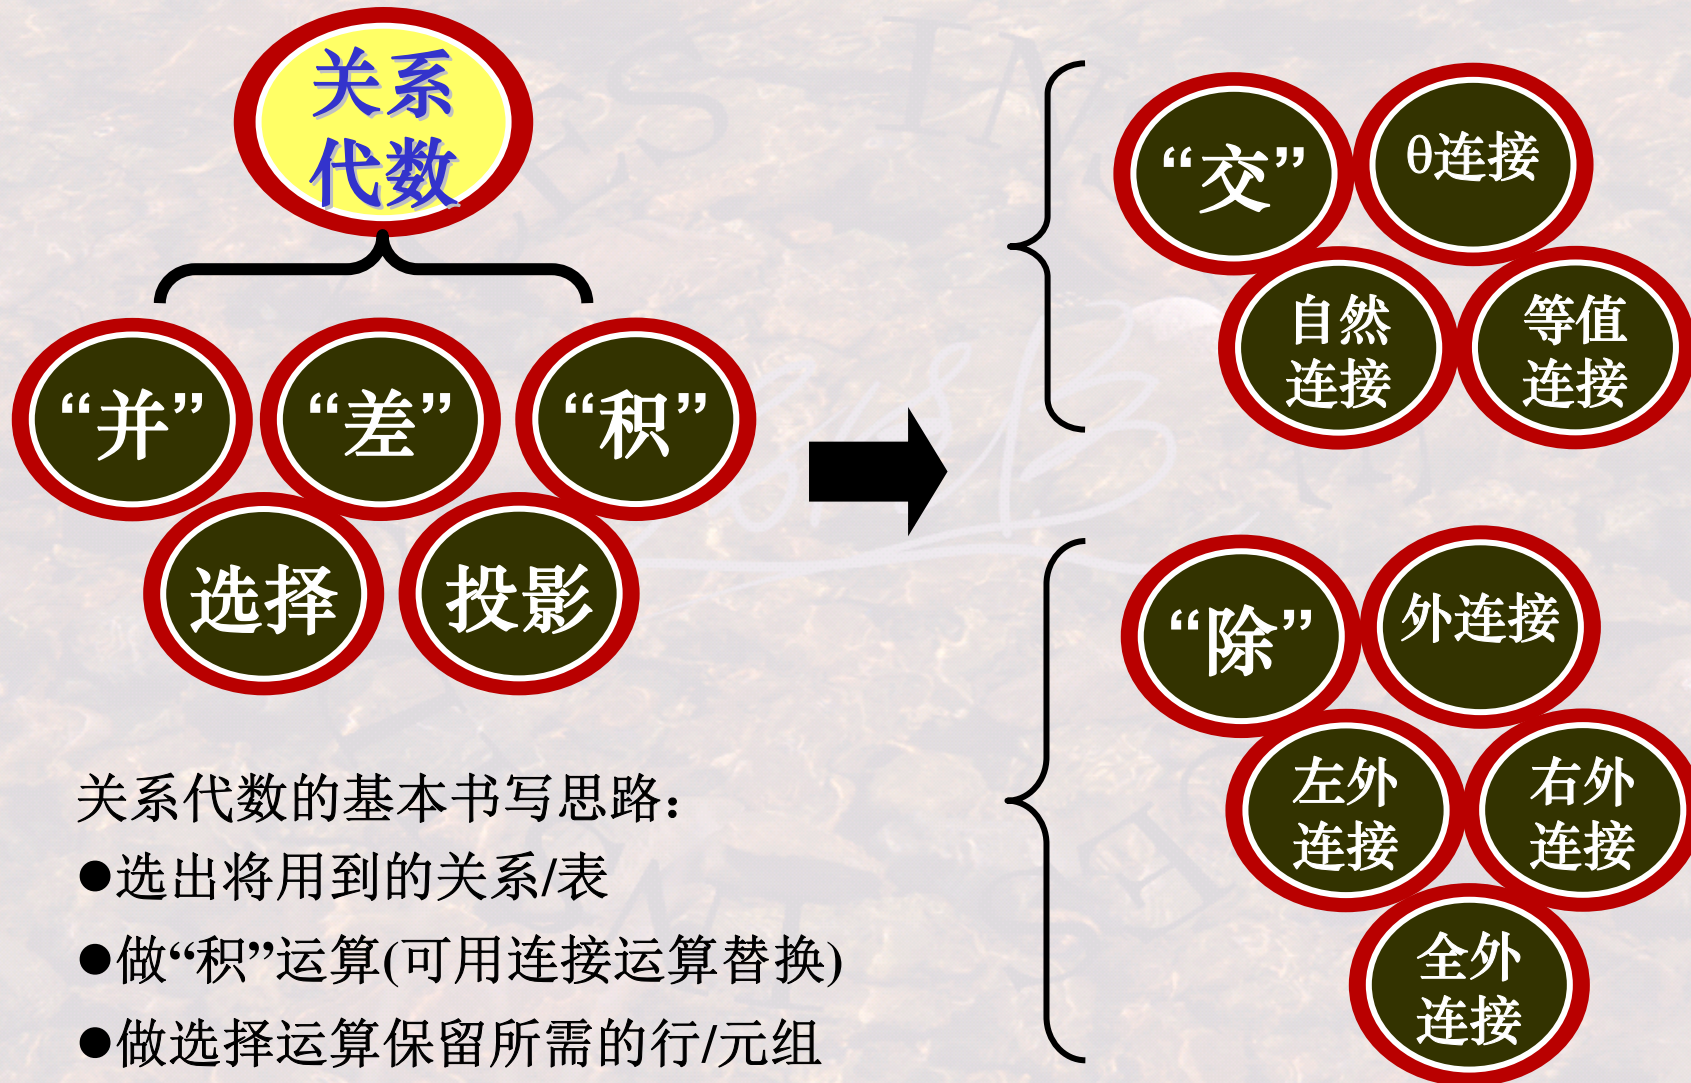 关系
代数
“并”
“差”
“积”
选择
投影
“交”
θ连接
自然
连接
等值
连接
“除”
外连接
左外
连接
右外
连接
全外
连接
关系代数的基本书写思路：
●选出将用到的关系/表
●做“积”运算(可用连接运算替换)
●做选择运算保留所需的行/元组